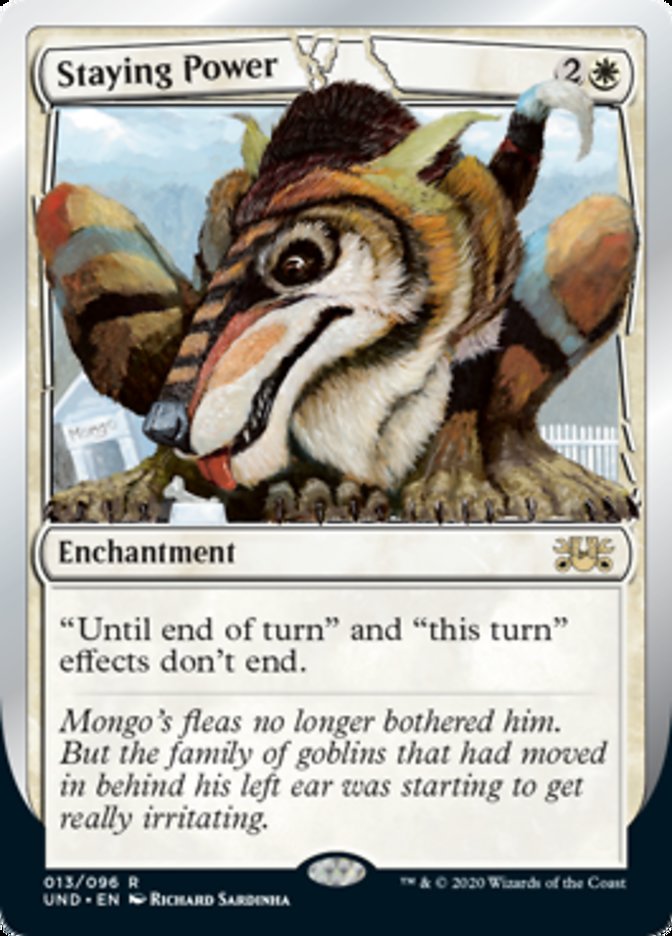 Staying Power 2
Mongo
Enchantment
“Until end of turn” and “this turn”
effects don’t end.
Mongo’s fleas no longer bothered him.
But the family of goblins that had moved
in behind his left ear was starting to get
really irritating.
013/096 R
UND • EN Richard Sardinha
™ & © 2020 Wizards of the Coast